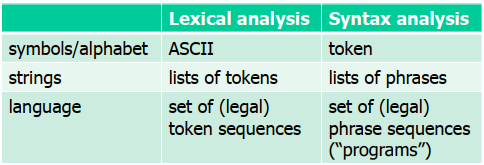 Lexical analysis Syntax analysis
symbols/alphabet ASCII token
strings lists of tokens lists of phrases
language set of (legal) set of (legal)
token sequences phrase sequences
(“programs”)